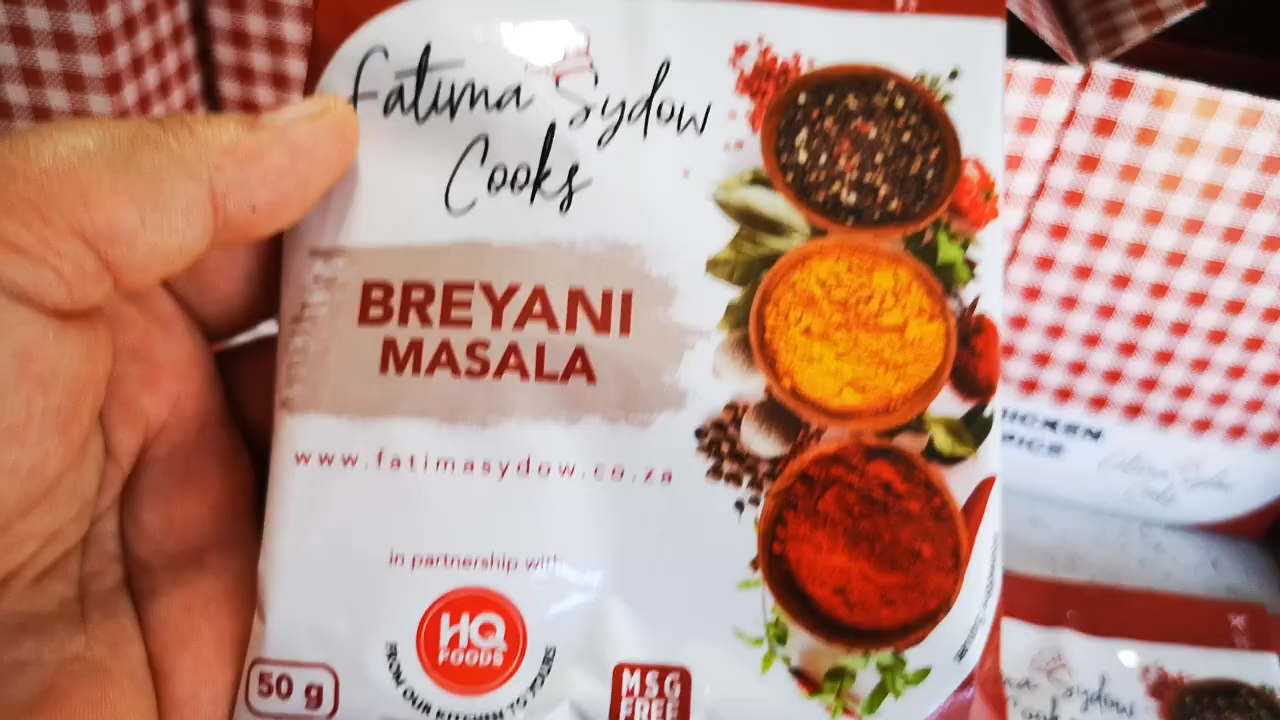 Fatima Sydow
Cooks
BREYANI
MASALA
www.fatimasydow.co.za
in partnership with
HQ
FOODS
FROM OUR KITCHEN TO YOURS
50 g
MSG
FREE
Sydow